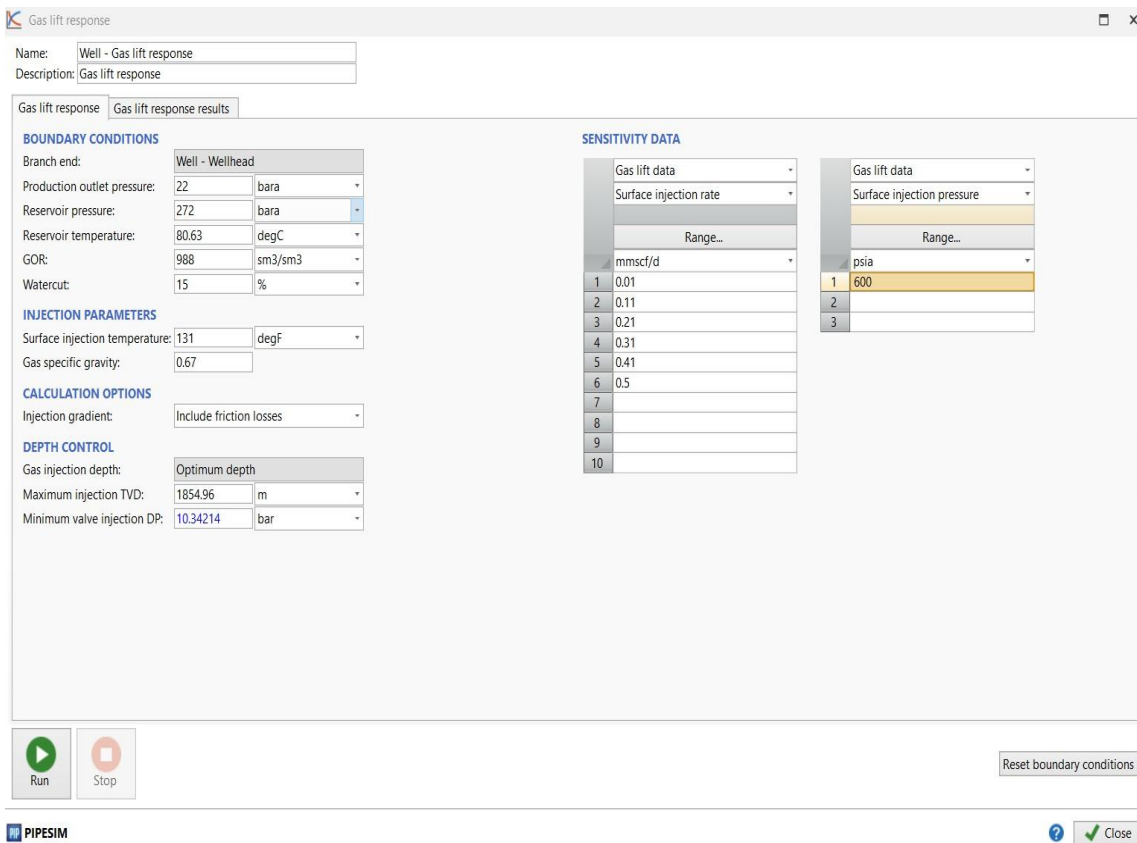 Gas lift response
Name: Well - Gas lift response
Description: Gas lift response
Gas lift response Gas lift response results
BOUNDARY CONDITIONS
Branch end: Well - Wellhead
Production outlet pressure: 22 bara
Reservoir pressure: 272 bara
Reservoir temperature: 80.63 degC
GOR: 988 sm3/sm3
Watercut: 15 %
INJECTION PARAMETERS
Surface injection temperature: 131 degF
Gas specific gravity: 0.67
CALCULATION OPTIONS
Injection gradient: Include friction losses
DEPTH CONTROL
Gas injection depth: Optimum depth
Maximum injection TVD: 1854.96 m
Minimum valve injection DP: 10.34214 bar
SENSITIVITY DATA
Gas lift data
Surface injection rate
Range...
mmscf/d
1 0.01
2 0.11
3 0.21
4 0.31
5 0.41
6 0.5
7
8
9
10
Gas lift data
Surface injection pressure
Range...
psia
1 600
2
3
Run Stop
Reset boundary conditions
PIP PIPESIM
? Close